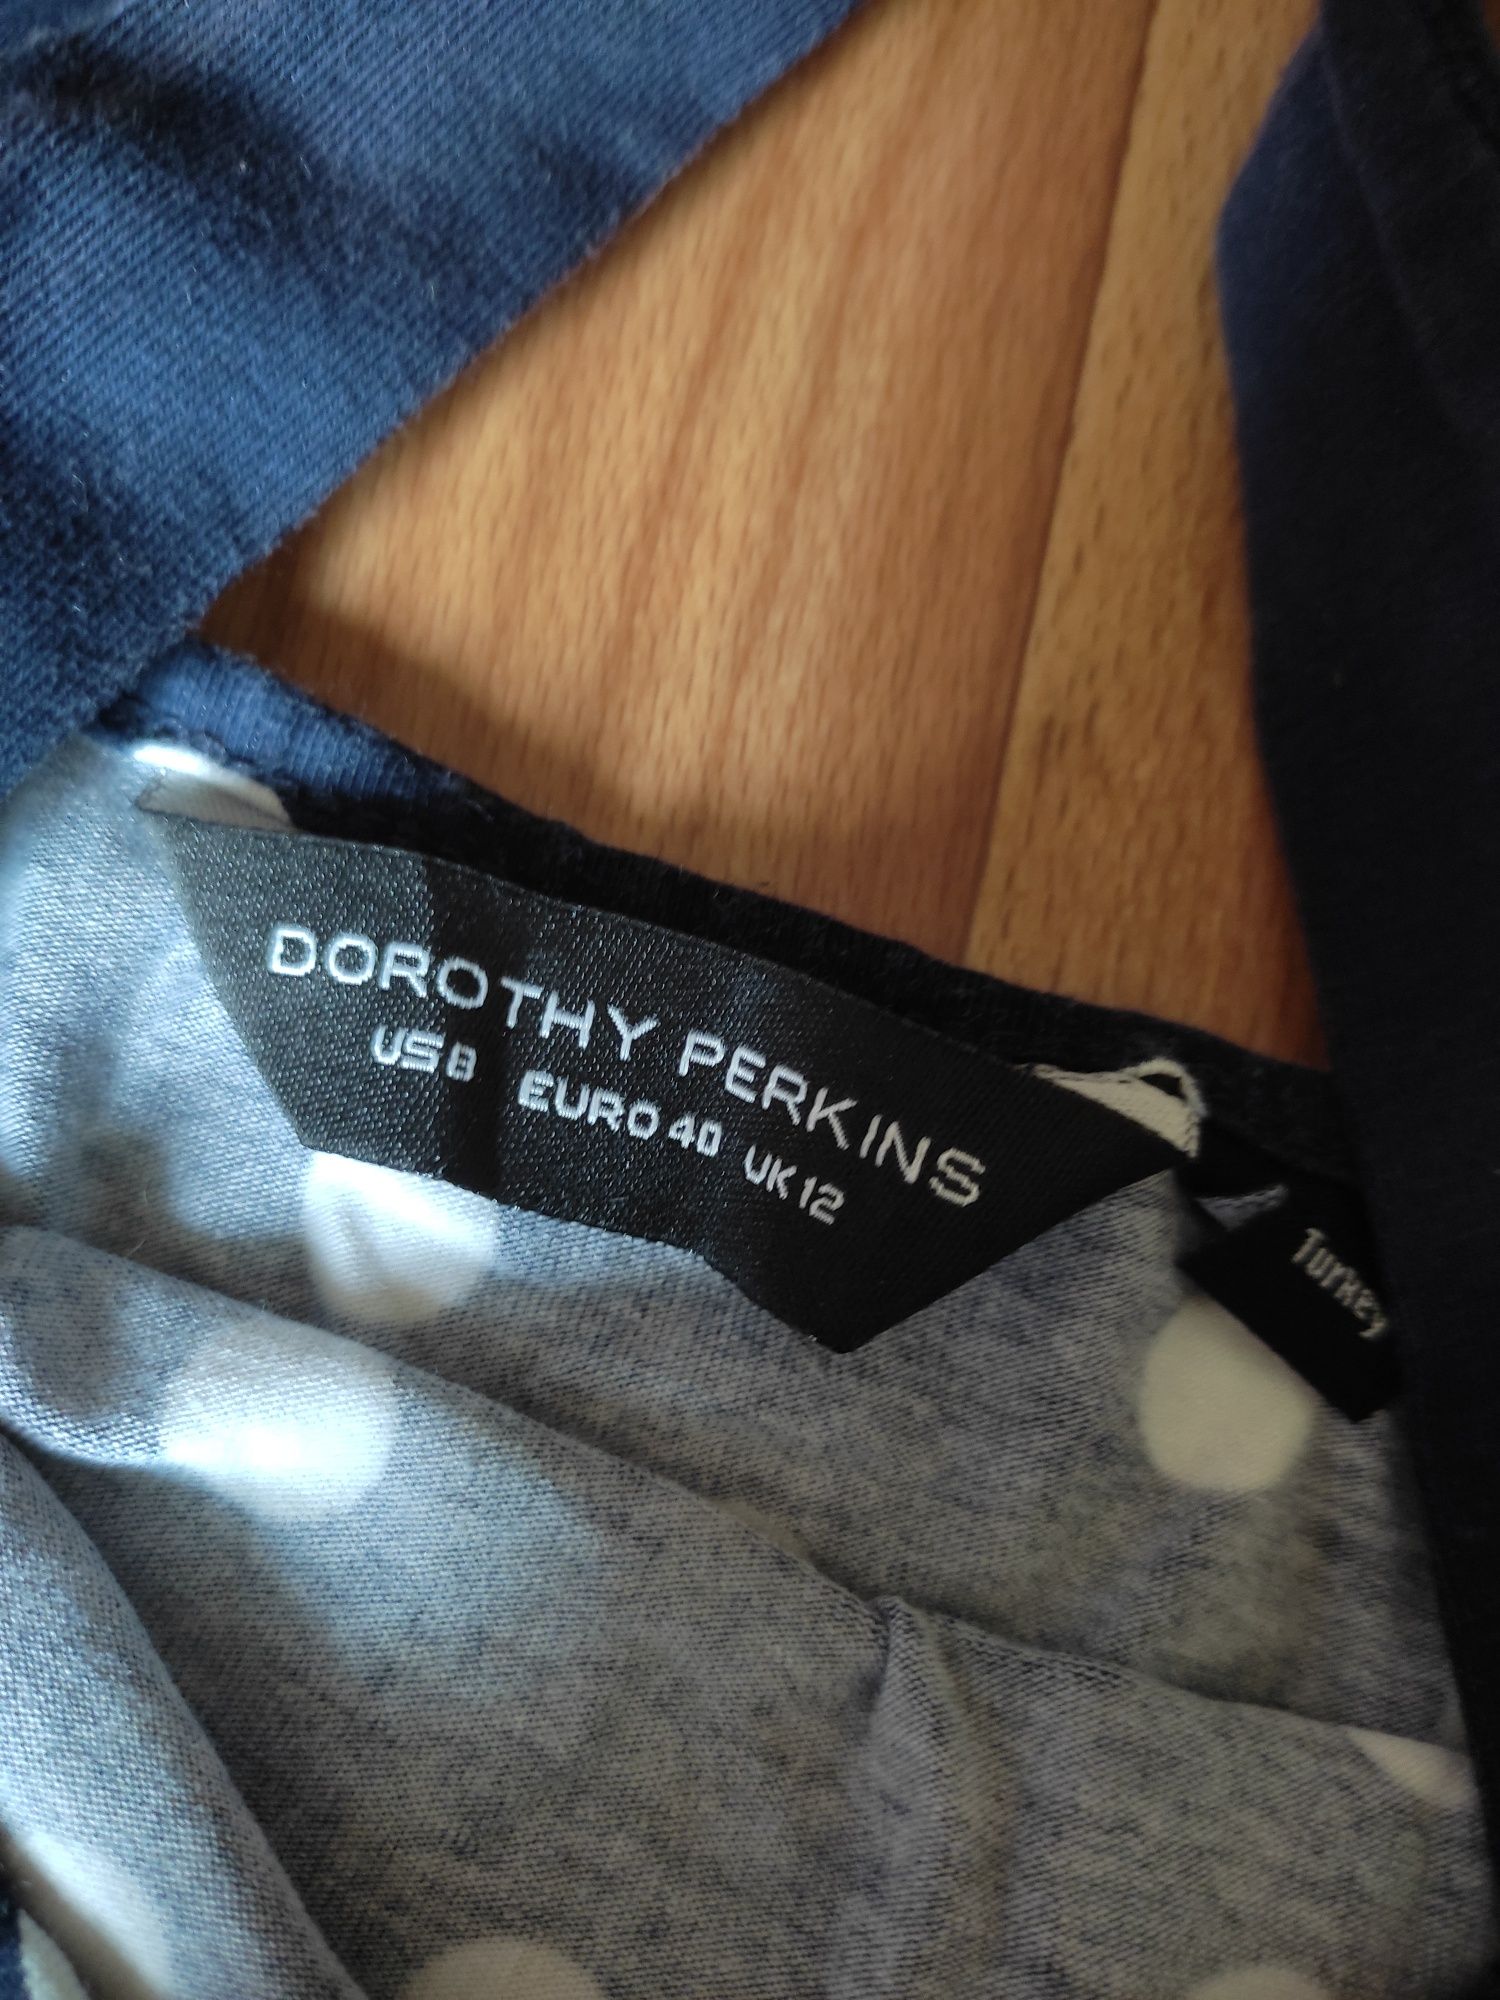 DOROTHY PERKINS
US 8 EURO 40 UK 12
Turkey